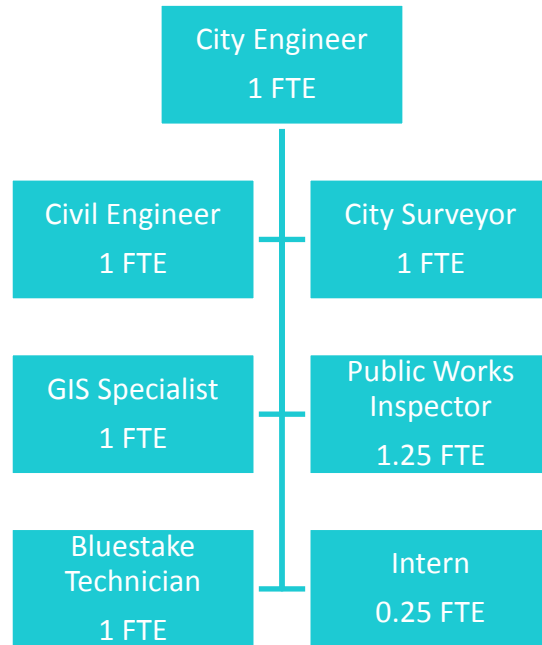 City Engineer
1 FTE
Civil Engineer
1 FTE
City Surveyor
1 FTE
GIS Specialist
1 FTE
Public Works
Inspector
1.25 FTE
Bluestake
Technician
1 FTE
Intern
0.25 FTE